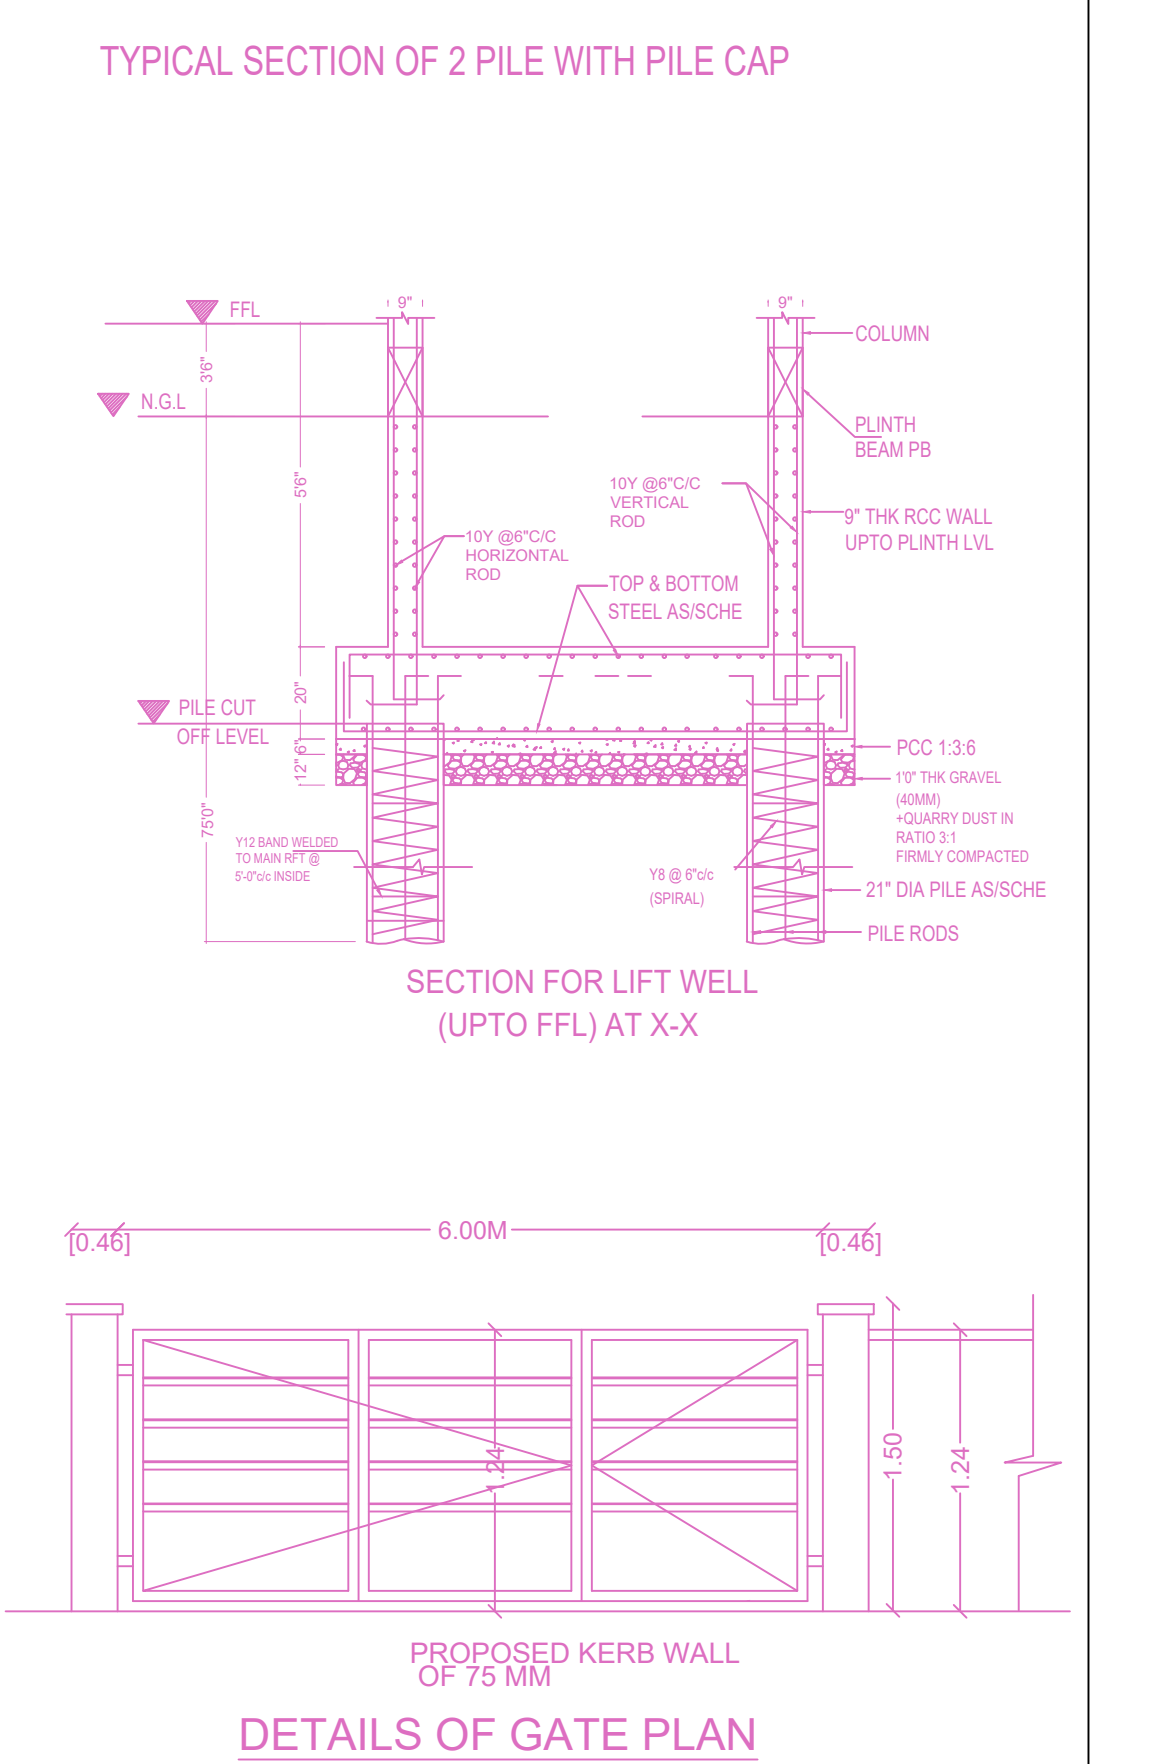 TYPICAL SECTION OF 2 PILE WITH PILE CAP
FFL
9"
9"
COLUMN
3'6"
N.G.L
PLINTH
BEAM PB
5'6"
10Y @6"C/C
VERTICAL
ROD
9" THK RCC WALL
UPTO PLINTH LVL
10Y @6"C/C
HORIZONTAL
ROD
TOP & BOTTOM
STEEL AS/SCHE
20"
PILE CUT
OFF LEVEL
6"
12"
PCC 1:3:6
1'0" THK GRAVEL
(40MM)
+QUARRY DUST IN
RATIO 3:1
FIRMLY COMPACTED
75'0"
Y12 BAND WELDED
TO MAIN RFT @
5'-0"c/c INSIDE
Y8 @ 6"c/c
(SPIRAL)
21" DIA PILE AS/SCHE
PILE RODS
SECTION FOR LIFT WELL
(UPTO FFL) AT X-X
6.00M
[0.46]
[0.46]
1.24
1.50
1.24
PROPOSED KERB WALL
OF 75 MM
DETAILS OF GATE PLAN